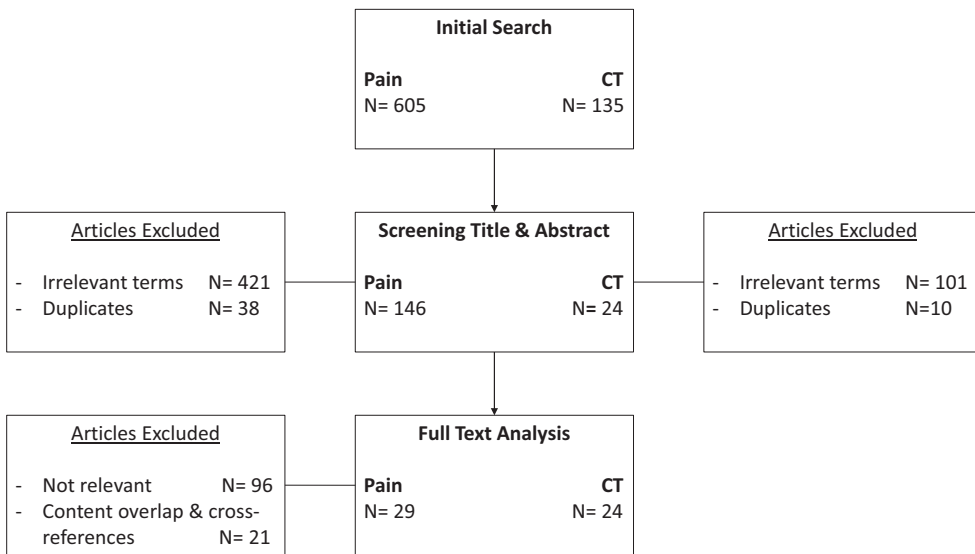 Initial Search
Pain CT
N= 605 N= 135
Articles Excluded
- Irrelevant terms N= 421
- Duplicates N= 38
Screening Title & Abstract
Pain CT
N= 146 N= 24
Articles Excluded
- Irrelevant terms N= 101
- Duplicates N=10
Articles Excluded
- Not relevant N= 96
- Content overlap & cross-
references N= 21
Full Text Analysis
Pain CT
N= 29 N= 24